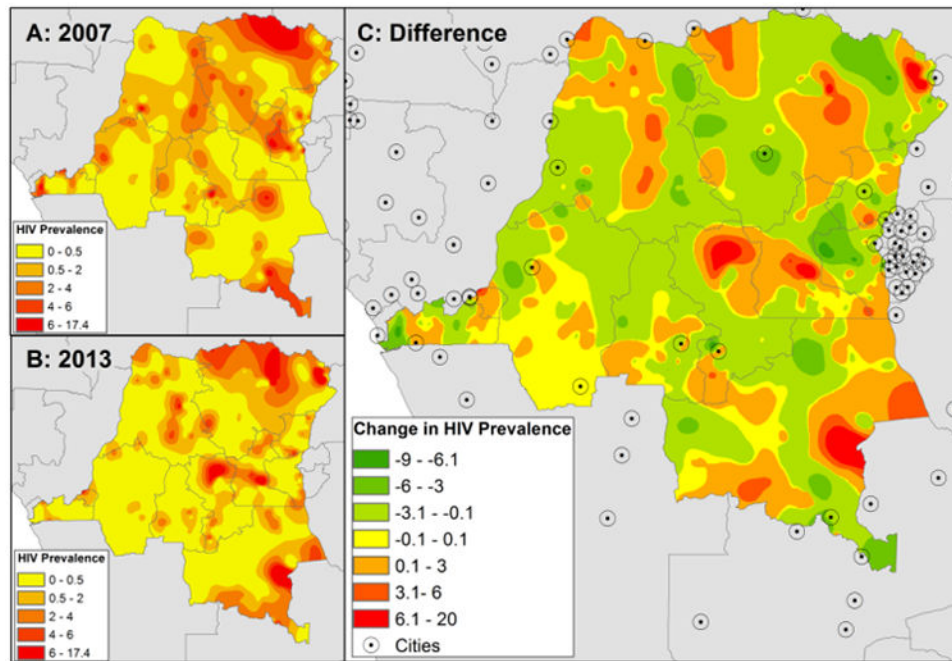 A: 2007
HIV Prevalence
0 - 0.5
0.5 - 2
2 - 4
4 - 6
6 - 17.4
B: 2013
HIV Prevalence
0 - 0.5
0.5 - 2
2 - 4
4 - 6
6 - 17.4
C: Difference
Change in HIV Prevalence
-9 - -6.1
-6 - -3
-3.1 - -0.1
-0.1 - 0.1
0.1 - 3
3.1- 6
6.1 - 20
Cities